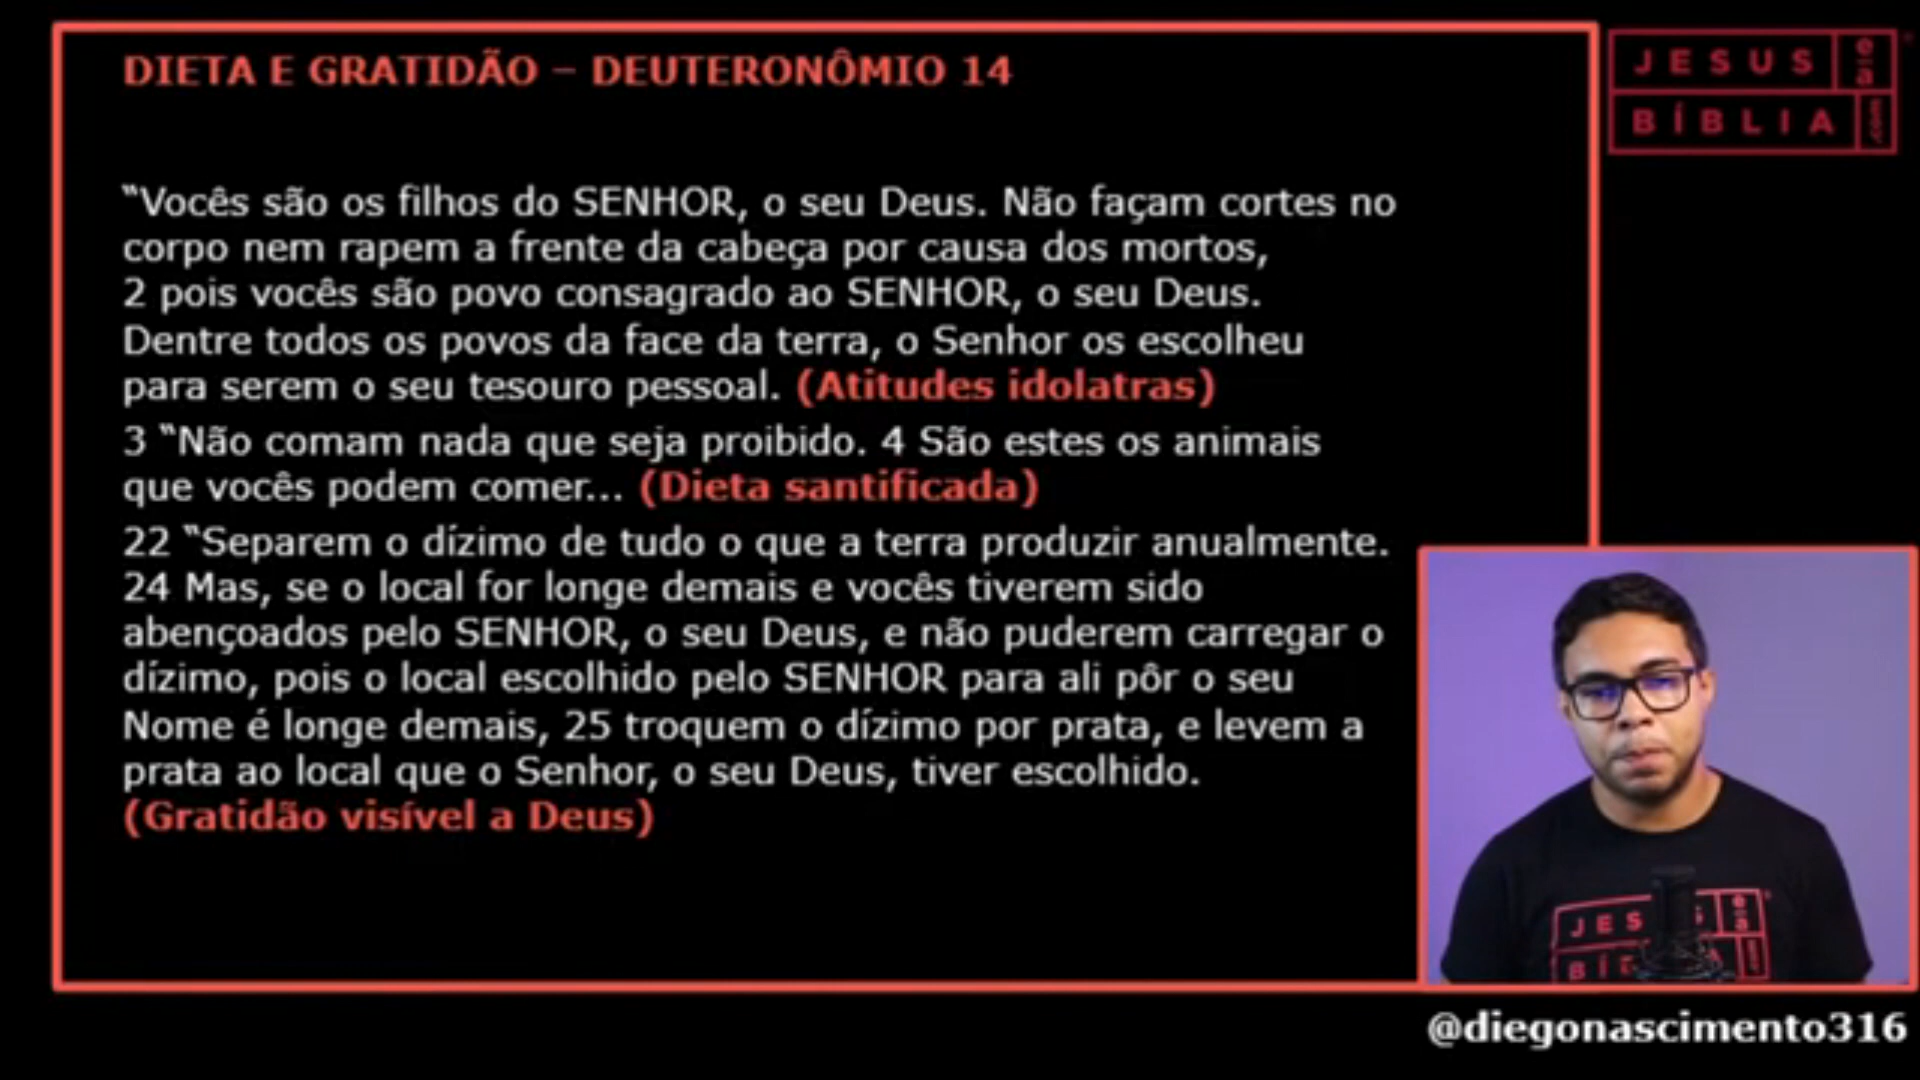 DIETA E GRATIDÃO – DEUTERONÔMIO 14
JESUS e a
BÍBLIA .com
“Vocês são os filhos do SENHOR, o seu Deus. Não façam cortes no
corpo nem rapem a frente da cabeça por causa dos mortos,
2 pois vocês são povo consagrado ao SENHOR, o seu Deus.
Dentre todos os povos da face da terra, o Senhor os escolheu
para serem o seu tesouro pessoal. (Atitudes idolatras)
3 “Não comam nada que seja proibido. 4 São estes os animais
que vocês podem comer... (Dieta santificada)
22 “Separem o dízimo de tudo o que a terra produzir anualmente.
24 Mas, se o local for longe demais e vocês tiverem sido
abençoados pelo SENHOR, o seu Deus, e não puderem carregar o
dízimo, pois o local escolhido pelo SENHOR para ali pôr o seu
Nome é longe demais, 25 troquem o dízimo por prata, e levem a
prata ao local que o Senhor, o seu Deus, tiver escolhido.
(Gratidão visível a Deus)
JES S e a
BÍ
@diegonascimento316